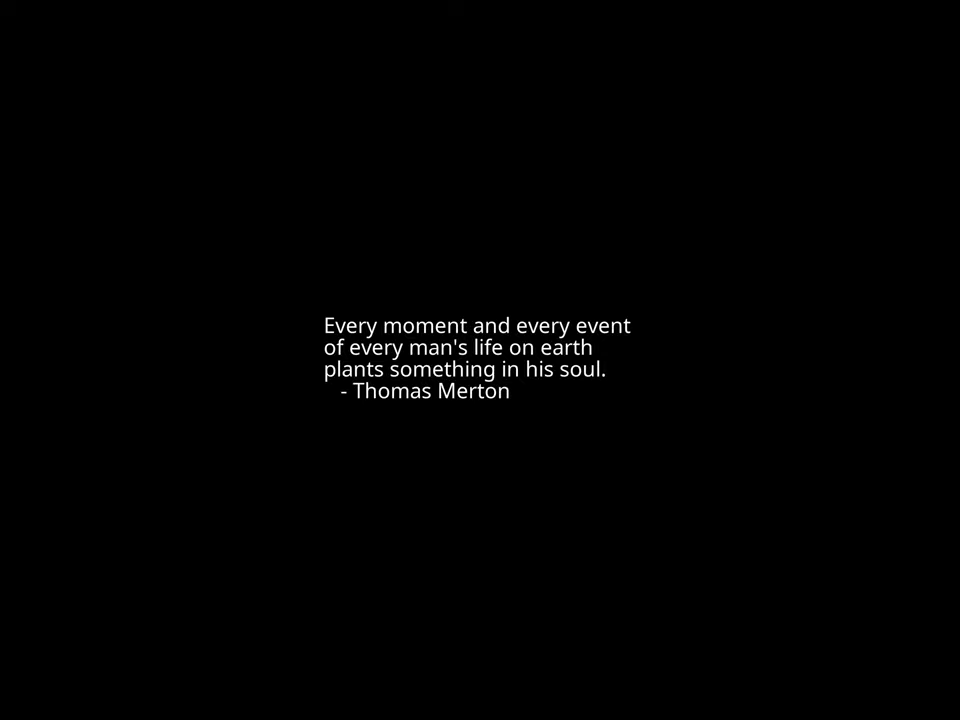 Every moment and every event
of every man's life on earth
plants something in his soul.
- Thomas Merton